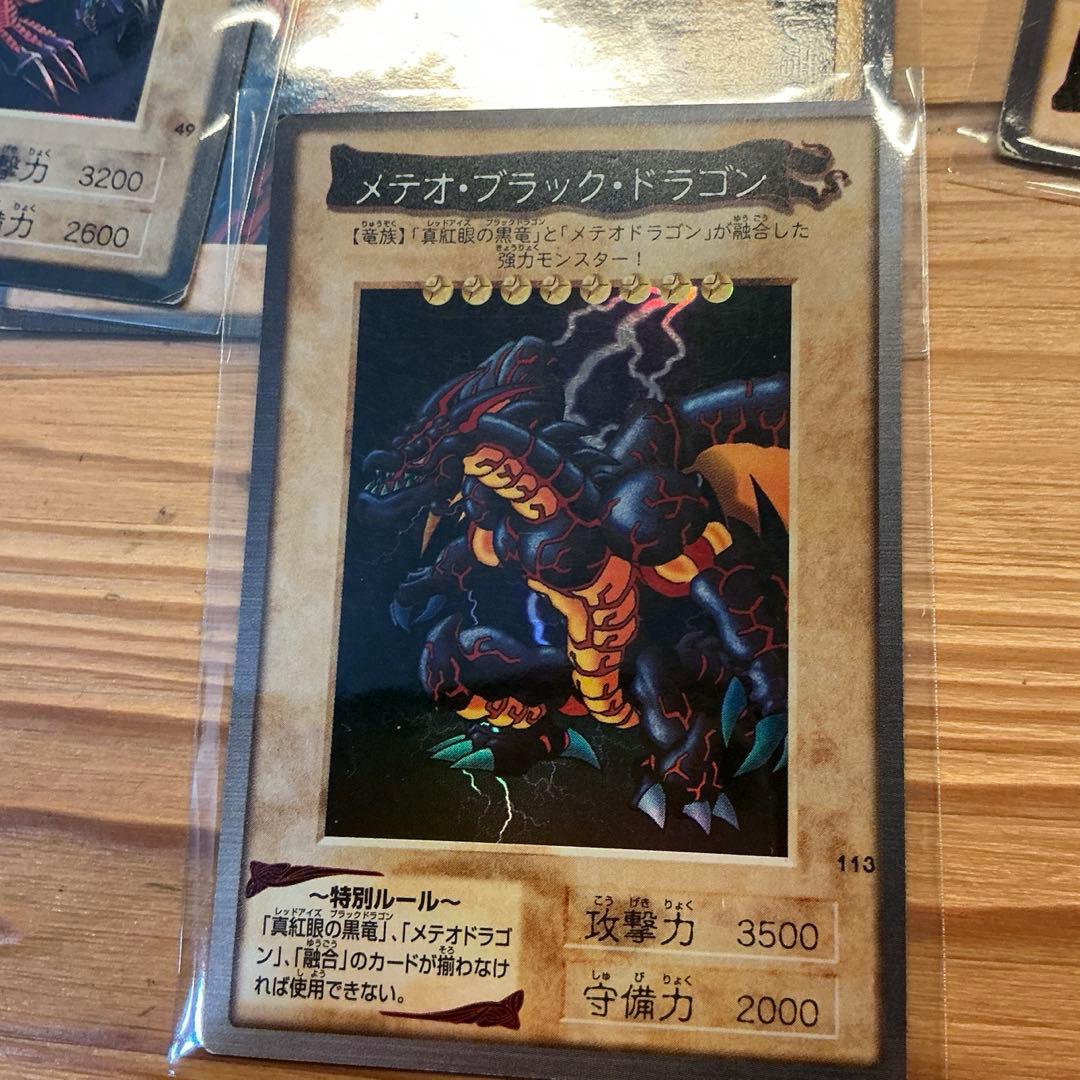 49
撃力 3200
備力 2600
メテオ・ブラック・ドラゴン
りゅうぞく レッドアイズ ブラックドラゴン ゆうごう
【竜族】「真紅眼の黒竜」と「メテオドラゴン」が融合した
きょうりょく
強力モンスター!
113
〜特別ルール〜
レッドアイズ ブラックドラゴン
「真紅眼の黒竜」、「メテオドラゴ
ゆうごう そろ
ン」、「融合」のカードが揃わなけ
しよう
れば使用できない。
こう げき りょく
攻撃力 3500
しゅ び りょく
守備力 2000